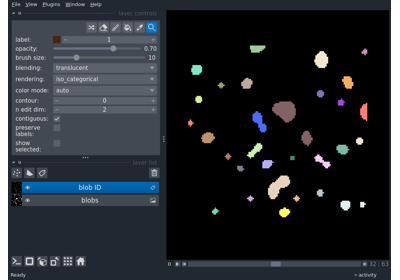 File View Plugins Window Help
layer controls
label: 1
opacity: 0.70
brush size: 10
blending: translucent
rendering: iso_categorical
color mode: auto
contour: 0
n edit dim: 2
contiguous:
preserve
labels:
show
selected:
layer list
blob ID
blobs
Ready
32 | 63
activity